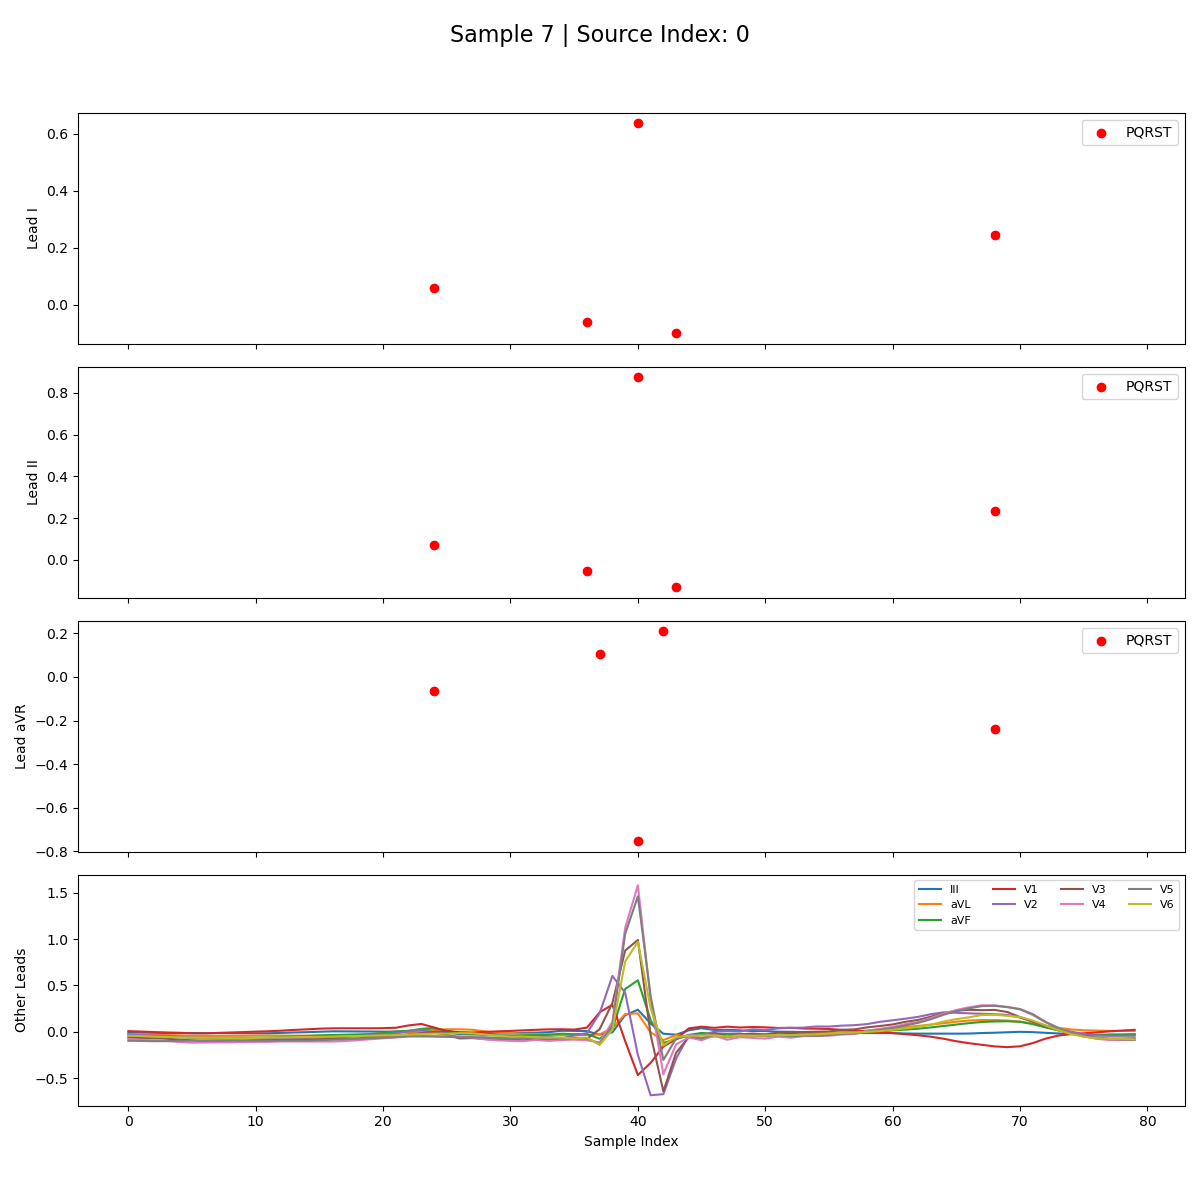 Sample 7 | Source Index: 0
Lead I
0.6
0.4
0.2
0.0
PQRST
Lead II
0.8
0.6
0.4
0.2
0.0
PQRST
Lead aVR
0.2
0.0
−0.2
−0.4
−0.6
−0.8
PQRST
Other Leads
1.5
1.0
0.5
0.0
−0.5
III V1 V3 V5
aVL V2 V4 V6
aVF
0 10 20 30 40 50 60 70 80
Sample Index